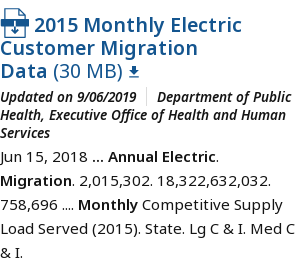 2015 Monthly Electric
Customer Migration
Data (30 MB)
Updated on 9/06/2019 Department of Public
Health, Executive Office of Health and Human
Services
Jun 15, 2018 ... Annual Electric.
Migration. 2,015,302. 18,322,632,032.
758,696 .... Monthly Competitive Supply
Load Served (2015). State. Lg C & I. Med C
& I.